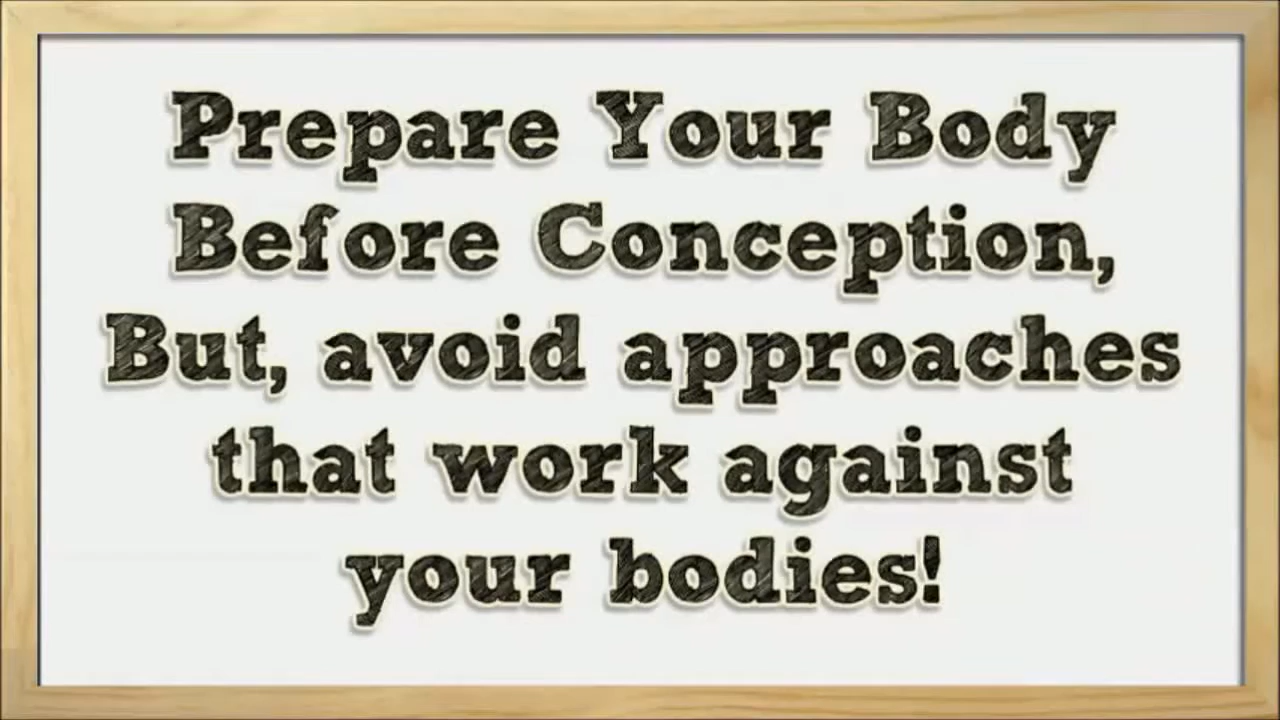 Prepare Your Body
Before Conception,
But, avoid approaches
that work against
your bodies!